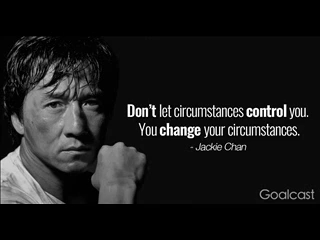 Don't let circumstances control you.
You change your circumstances.
- Jackie Chan
Goalcast